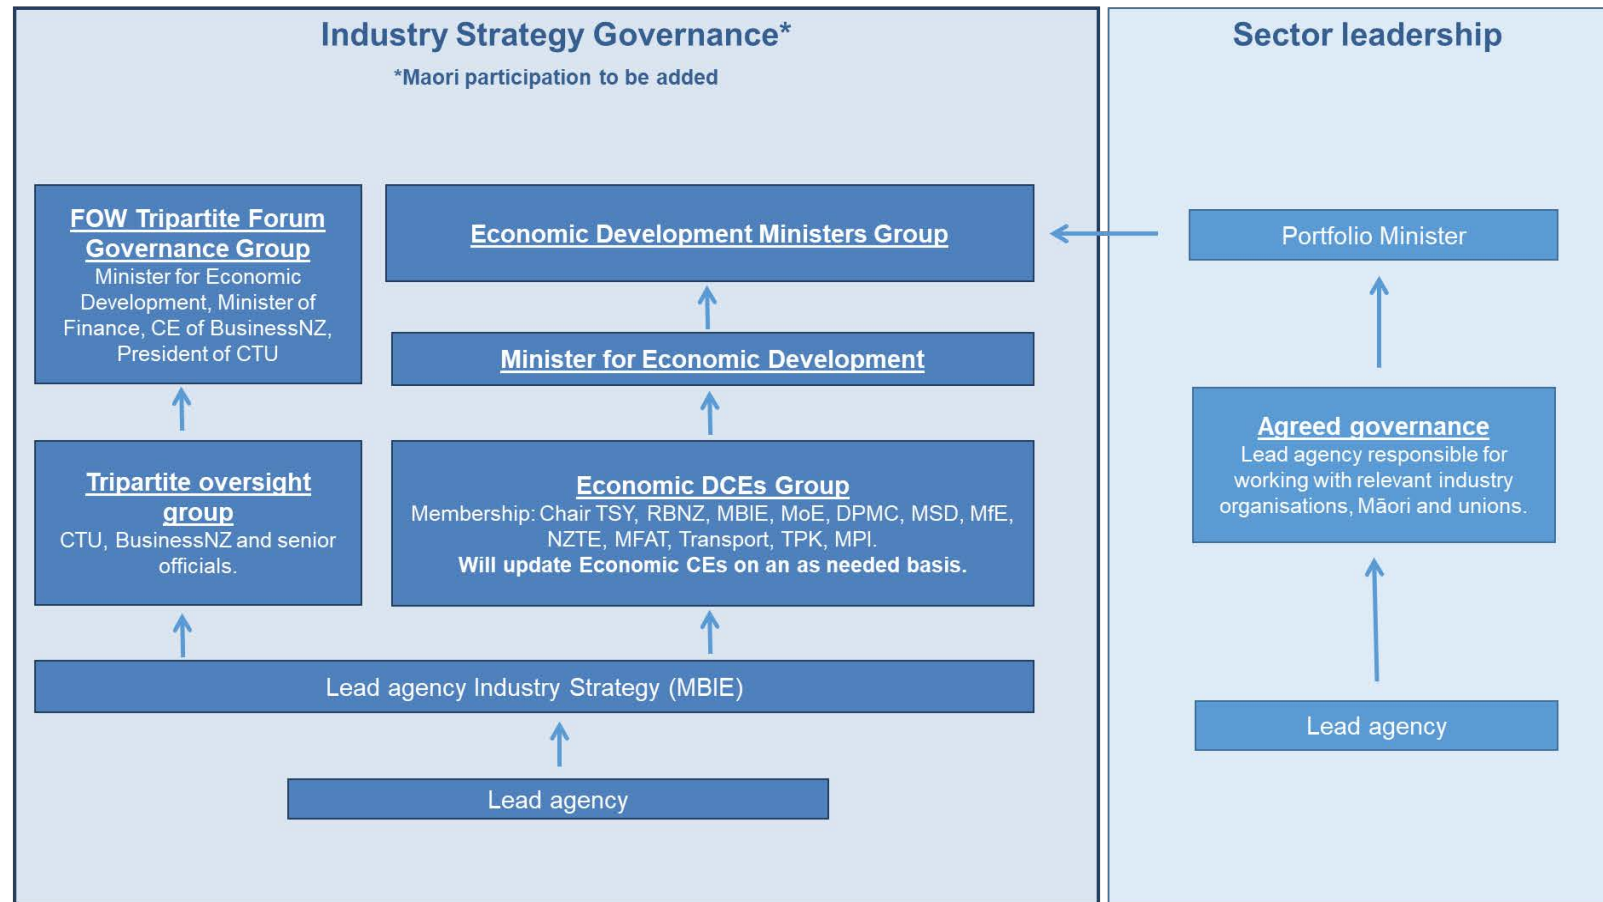 Industry Strategy Governance*
*Maori participation to be added
FOW Tripartite Forum
Governance Group
Minister for Economic
Development, Minister of
Finance, CE of BusinessNZ,
President of CTU
Economic Development Ministers Group
Minister for Economic Development
Tripartite oversight
group
CTU, BusinessNZ and senior
officials.
Economic DCEs Group
Membership: Chair TSY, RBNZ, MBIE, MoE, DPMC, MSD, MfE,
NZTE, MFAT, Transport, TPK, MPI.
Will update Economic CEs on an as needed basis.
Lead agency Industry Strategy (MBIE)
Lead agency
Sector leadership
Portfolio Minister
Agreed governance
Lead agency responsible for
working with relevant industry
organisations, Māori and unions.
Lead agency